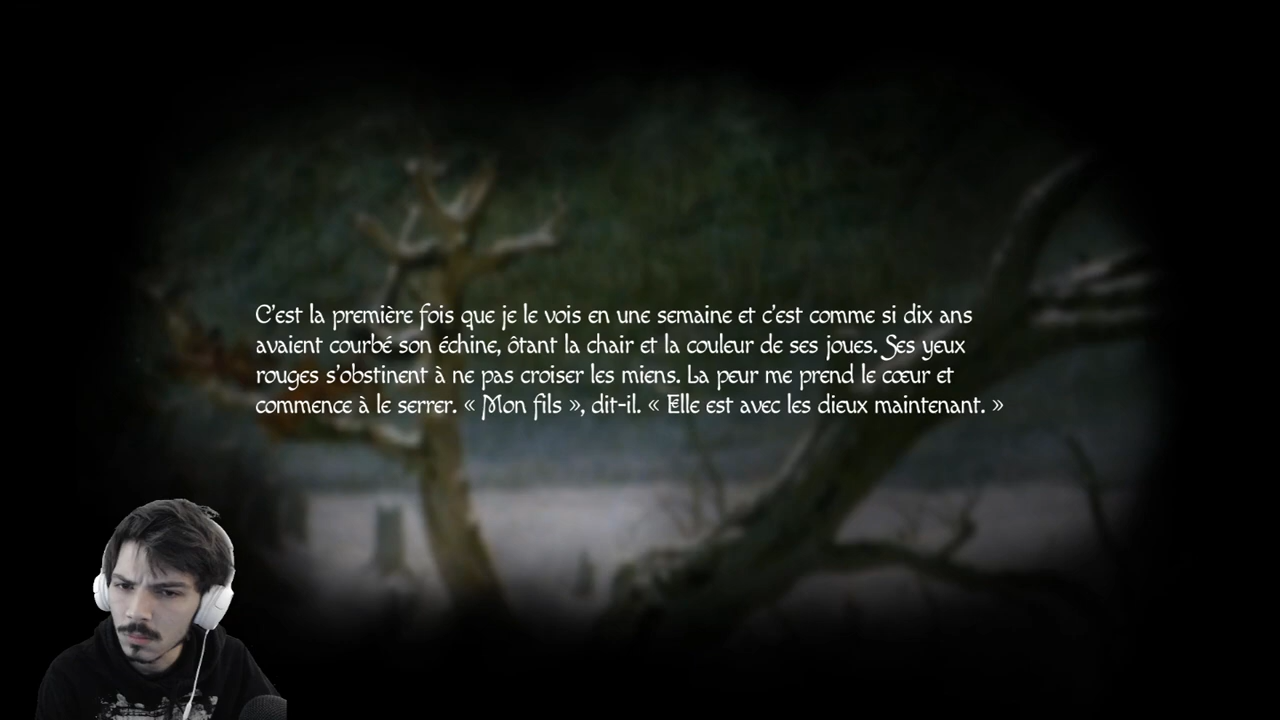 C'est la première fois que je le vois en une semaine et c'est comme si dix ans
avaient courbé son échine, ôtant la chair et la couleur de ses joues. Ses yeux
rouges s'obstinent à ne pas croiser les miens. La peur me prend le cœur et
commence à le serrer. « Mon fils », dit-il. « Elle est avec les dieux maintenant. »